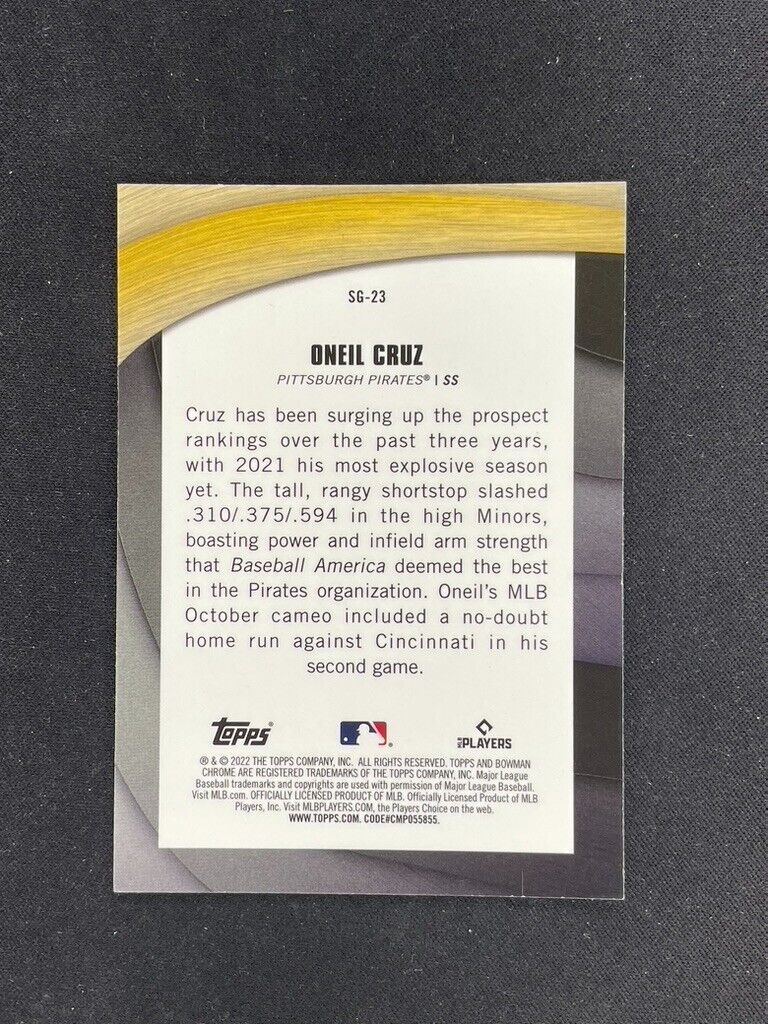 SG-23
ONEIL CRUZ
PITTSBURGH PIRATES® | SS
Cruz has been surging up the prospect
rankings over the past three years,
with 2021 his most explosive season
yet. The tall, rangy shortstop slashed
.310/.375/.594 in the high Minors,
boasting power and infield arm strength
that Baseball America deemed the best
in the Pirates organization. Oneil's MLB
October cameo included a no-doubt
home run against Cincinnati in his
second game.
Topps® MLB PLAYERS
® & © 2022 THE TOPPS COMPANY, INC. ALL RIGHTS RESERVED. TOPPS AND BOWMAN
CHROME ARE REGISTERED TRADEMARKS OF THE TOPPS COMPANY, INC. Major League
Baseball trademarks and copyrights are used with permission of Major League Baseball.
Visit MLB.com. OFFICIALLY LICENSED PRODUCT OF MLB. Officially Licensed Product of MLB
Players, Inc. Visit MLBPLAYERS.COM, the Players Choice on the web.
WWW.TOPPS.COM. CODE#CMP055855.